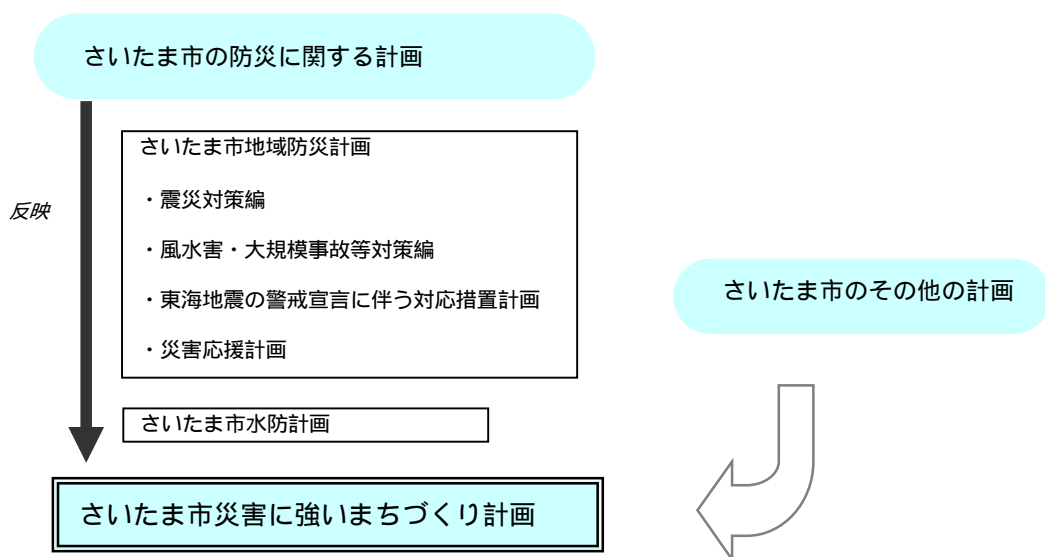 さいたま市の防災に関する計画
さいたま市地域防災計画
・震災対策編
反映
・風水害・大規模事故等対策編
・東海地震の警戒宣言に伴う対応措置計画
・災害応援計画
さいたま市のその他の計画
さいたま市水防計画
さいたま市災害に強いまちづくり計画